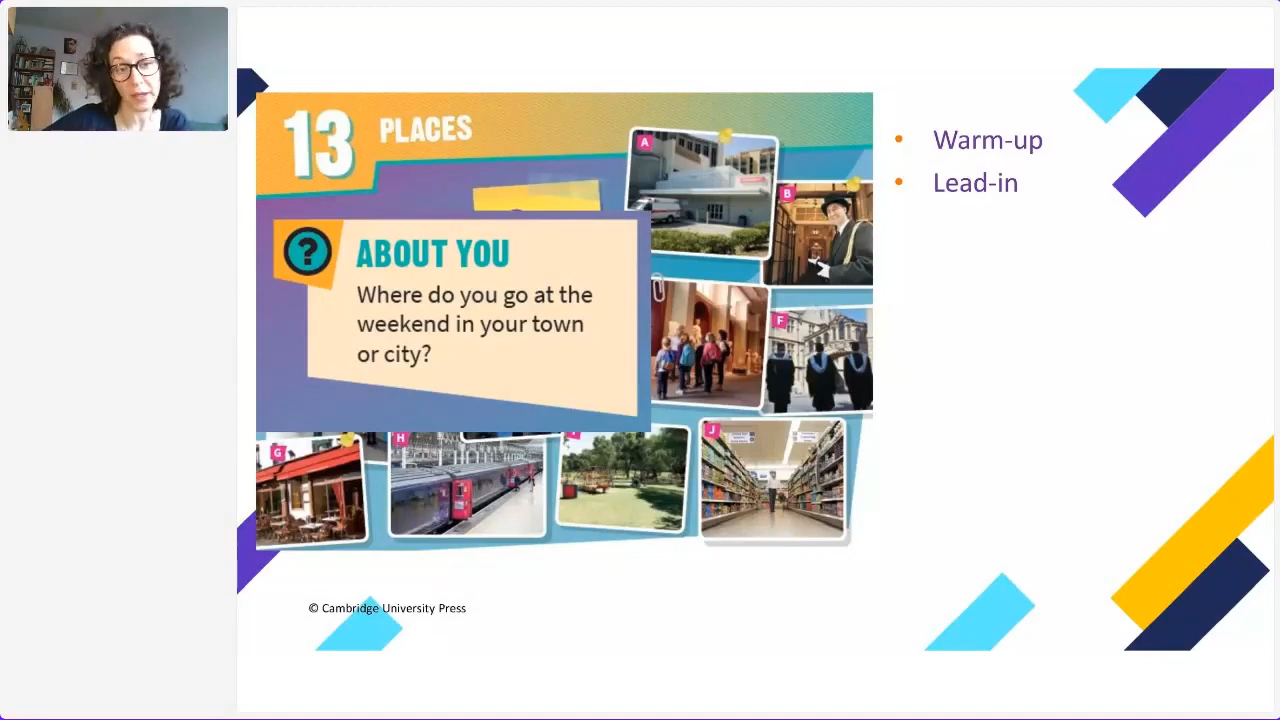 13 PLACES
A
B
? ABOUT YOU
Where do you go at the
weekend in your town
or city?
F
G
H
J
© Cambridge University Press
• Warm-up
• Lead-in